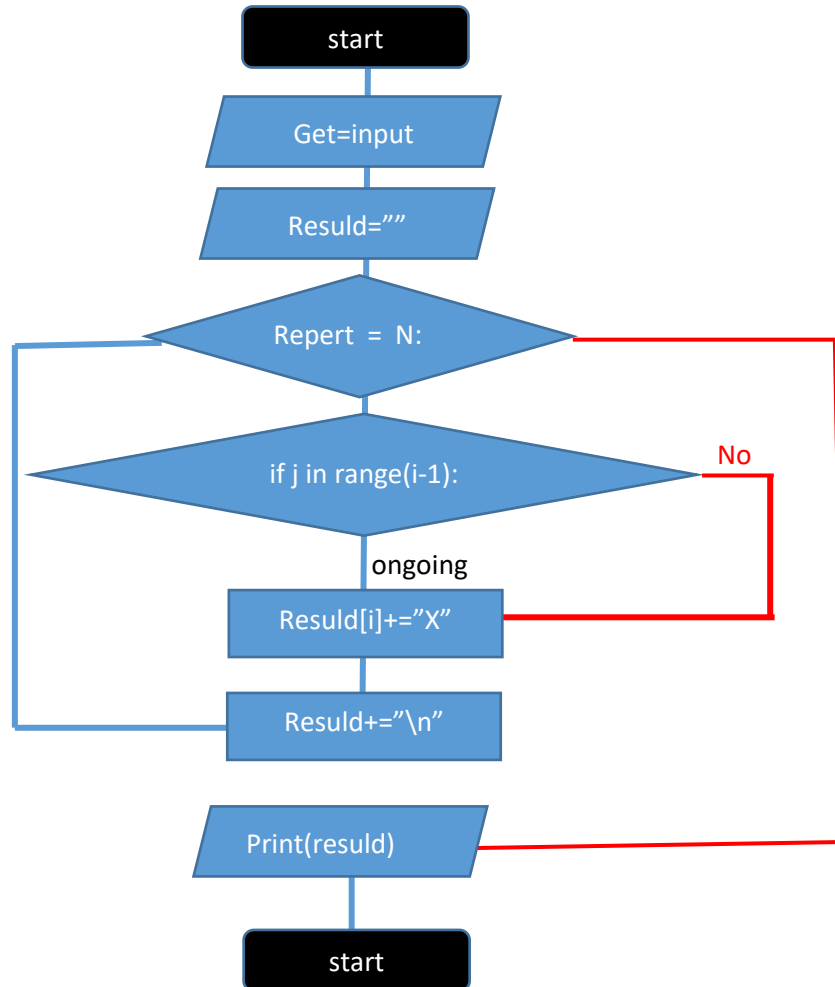 start
Get=input
Resuld=””
Repert  =  N:
if j in range(i-1):
No
ongoing
Resuld[i]+=”X”
Resuld+=”\n”
Print(resuld)
start